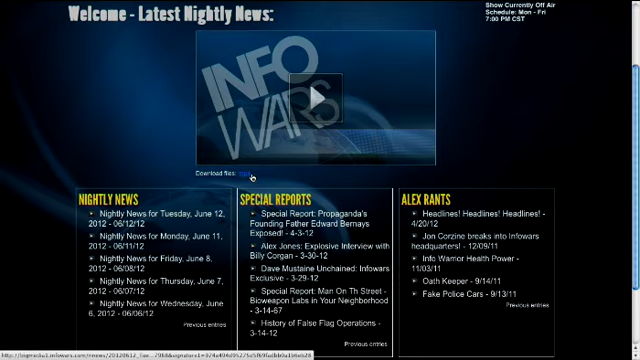 Welcome - Latest Nightly News:
Show Currently Off Air
Schedule: Mon - Fri
7:00 PM CST
INFO
WARS
Download files:
NIGHTLY NEWS
Nightly News for Tuesday, June 12,
2012 - 06/12/12
Nightly News for Monday, June 11,
2012 - 06/11/12
Nightly News for Friday, June 8,
2012 - 06/08/12
Nightly News for Thursday, June 7,
2012 - 06/07/12
Nightly News for Wednesday, June
6, 2012 - 06/06/12
Previous entries
SPECIAL REPORTS
Special Report: Propaganda's
Founding Father Edward Bernays
Exposed! - 4-3-12
Alex Jones: Explosive Interview with
Billy Corgan - 3-30-12
Dave Mustaine Unchained: Infowars
Exclusive - 3-29-12
Special Report: Man On Th Street -
Bioweapon Labs in Your Neighborhood
- 3-14-67
History of False Flag Operations -
3-14-12
Previous entries
ALEX RANTS
Headlines! Headlines! Headlines! -
4/20/12
Jon Corzine breaks into Infowars
headquarters! - 12/09/11
Info Warrior Health Power -
11/03/11
Oath Keeper - 9/14/11
Fake Police Cars - 9/13/11
Previous entries